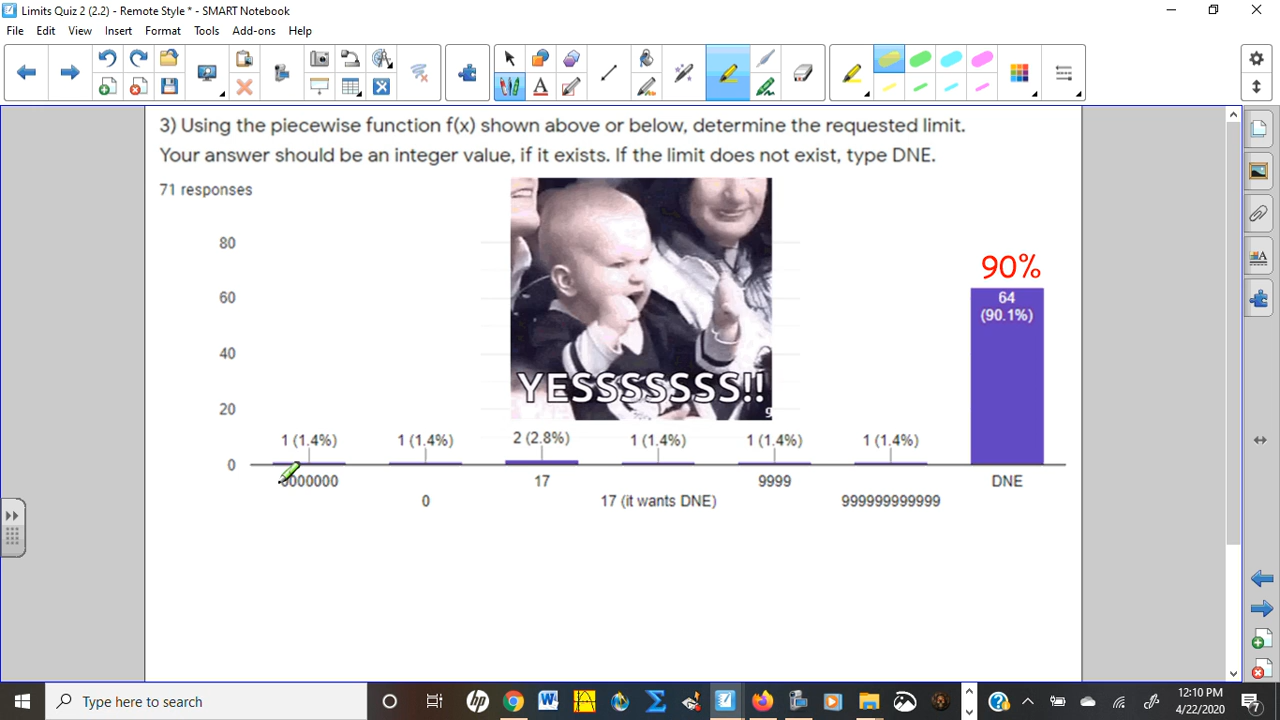 Limits Quiz 2 (2.2) - Remote Style * - SMART Notebook
File Edit View Insert Format Tools Add-ons Help
3) Using the piecewise function f(x) shown above or below, determine the requested limit.
Your answer should be an integer value, if it exists. If the limit does not exist, type DNE.
71 responses
80
60
40
20
0
YESSSSSSS!!
90%
64
(90.1%)
1 (1.4%) 1 (1.4%) 2 (2.8%) 1 (1.4%) 1 (1.4%) 1 (1.4%)
17 9999 DNE
0 17 (it wants DNE) 999999999999
Type here to search
12:10 PM
4/22/2020
7